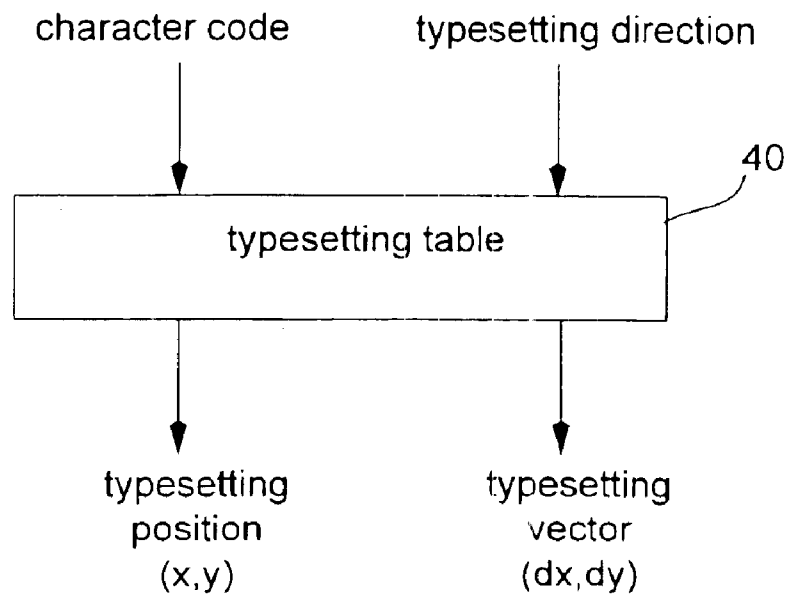 character code
typesetting direction
40
typesetting table
typesetting
position
(x,y)
typesetting
vector
(dx,dy)